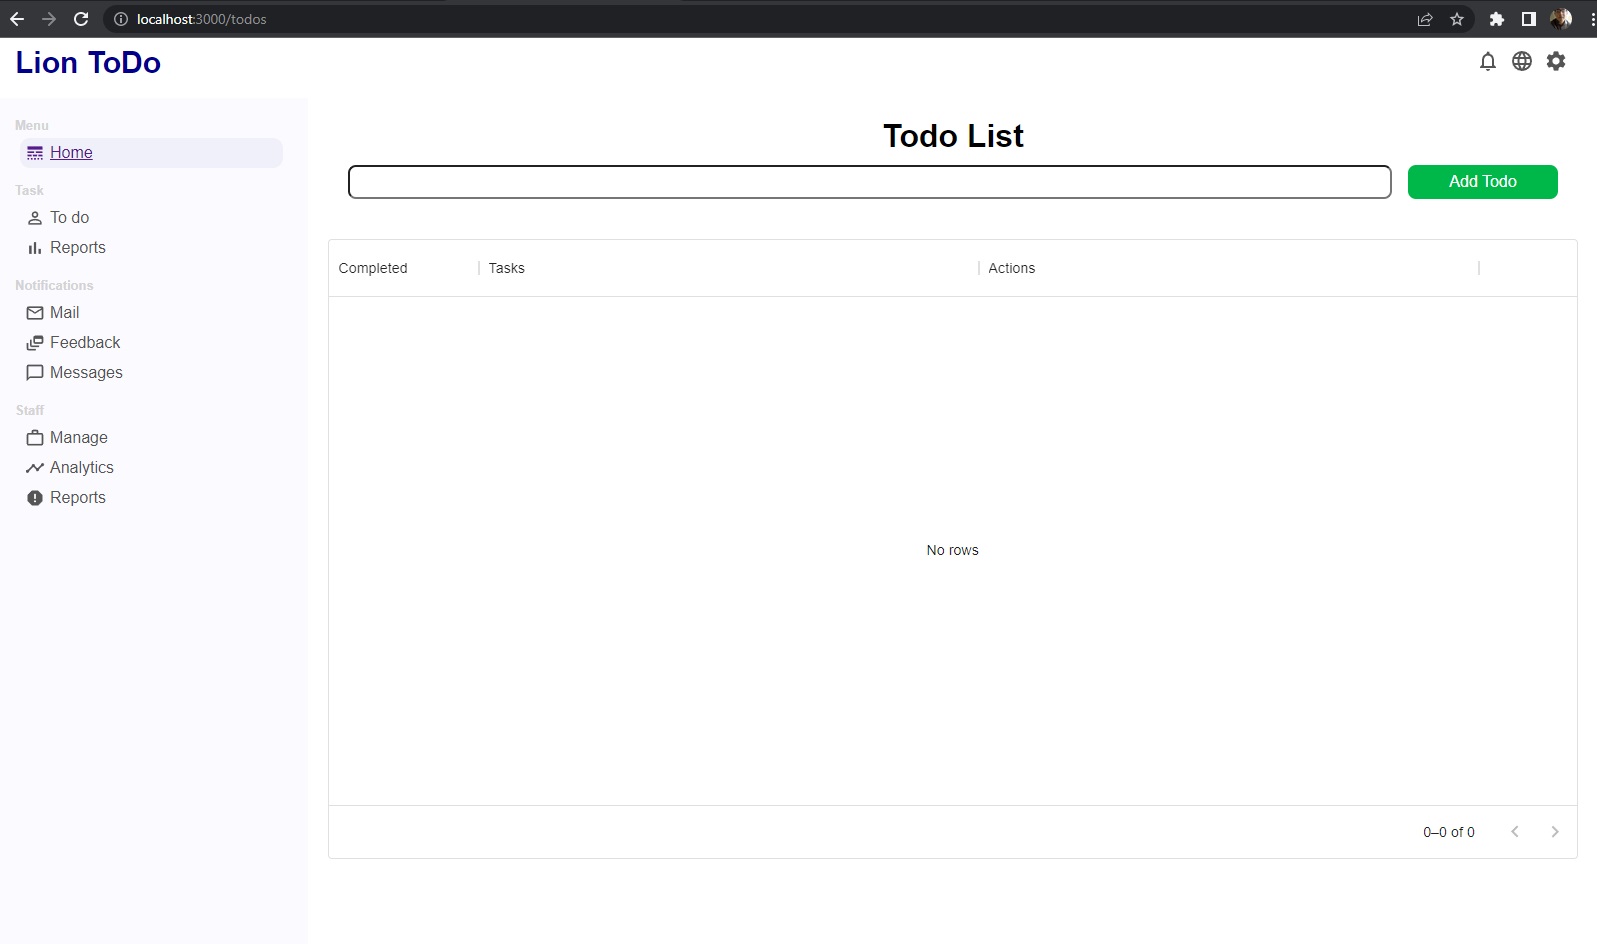 localhost:3000/todos
Lion ToDo
Menu
Home
Task
To do
Reports
Notifications
Mail
Feedback
Messages
Staff
Manage
Analytics
Reports
Todo List
Add Todo
Completed Tasks Actions
No rows
0–0 of 0